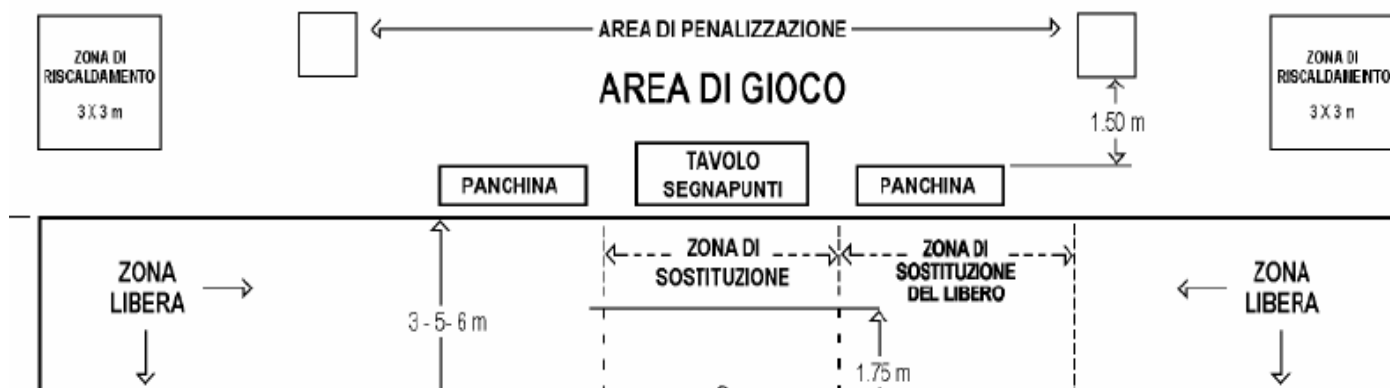 AREA DI PENALIZZAZIONE
ZONA DI
RISCALDAMENTO
3 X 3 m
ZONA DI
RISCALDAMENTO
3 X 3 m
AREA DI GIOCO
1.50 m
PANCHINA
TAVOLO
SEGNAPUNTI
PANCHINA
ZONA
LIBERA
ZONA DI
SOSTITUZIONE
ZONA DI
SOSTITUZIONE
DEL LIBERO
ZONA
LIBERA
3 - 5- 6 m
1.75 m